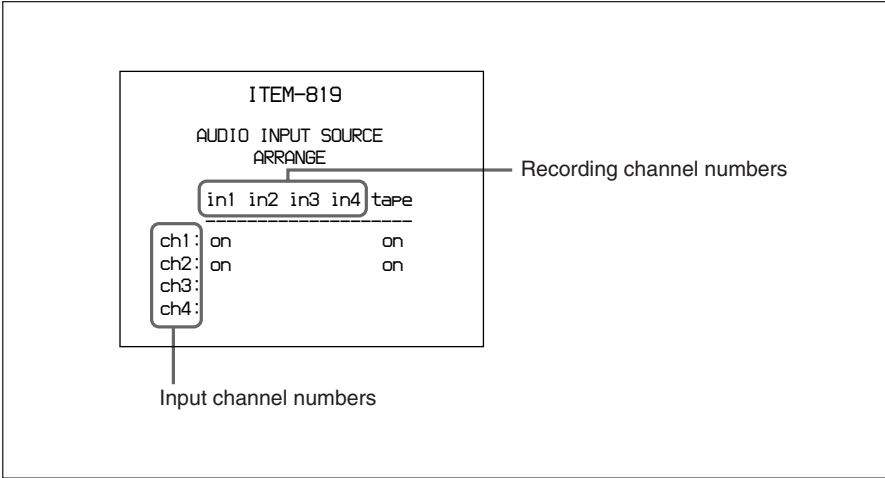 ITEM-819
AUDIO INPUT SOURCE
ARRANGE
Recording channel numbers
in1 in2 in3 in4 tape
--------------------
ch1: on on
ch2: on on
ch3:
ch4:
Input channel numbers